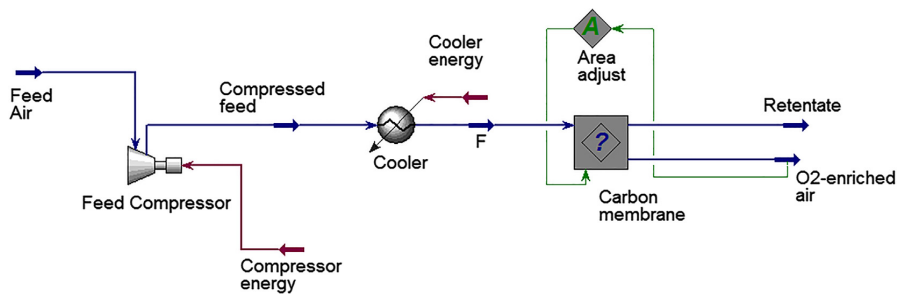 Feed
Air
Compressed
feed
Cooler
energy
A
Area
adjust
Retentate
F
?
Cooler
Feed Compressor
Carbon
membrane
O2-enriched
air
Compressor
energy